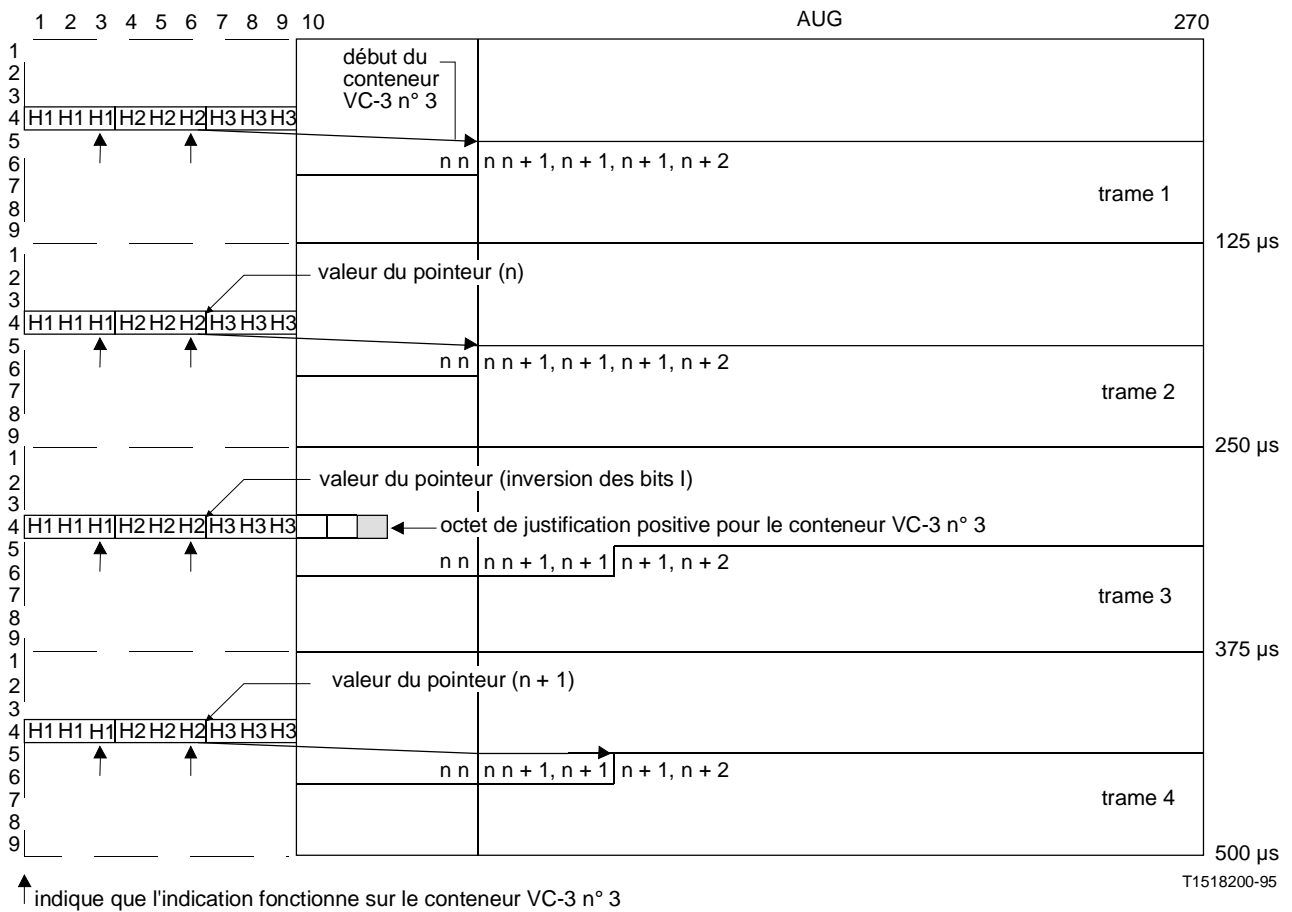 1 2 3 4 5 6 7 8 9 10 AUG 270
1
2
3
4
5
6
7
8
9
début du
conteneur
VC-3 n° 3
H1 H1 H1 H2 H2 H2 H3 H3 H3
n n n n + 1, n + 1, n + 1, n + 2
trame 1
125 µs
1
2
3
4
5
6
7
8
9
valeur du pointeur (n)
H1 H1 H1 H2 H2 H2 H3 H3 H3
n n n n + 1, n + 1, n + 1, n + 2
trame 2
250 µs
1
2
3
4
5
6
7
8
9
valeur du pointeur (inversion des bits I)
H1 H1 H1 H2 H2 H2 H3 H3 H3
octet de justification positive pour le conteneur VC-3 n° 3
n n n n + 1, n + 1 n + 1, n + 2
trame 3
375 µs
1
2
3
4
5
6
7
8
9
valeur du pointeur (n + 1)
H1 H1 H1 H2 H2 H2 H3 H3 H3
n n n n + 1, n + 1 n + 1, n + 2
trame 4
500 µs
T1518200-95
indique que l'indication fonctionne sur le conteneur VC-3 n° 3